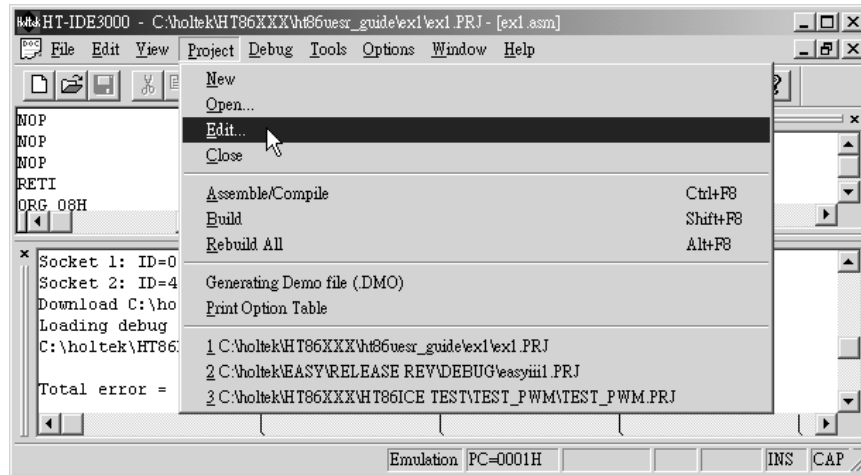 Holtek HT-IDE3000 - C:\holtek\HT86XXX\ht86uesr_guide\ex1\ex1.PRJ - [ex1.asm]
File Edit View Project Debug Tools Options Window Help
New
Open...
Edit...
Close
Assemble/Compile Ctrl+F8
Build Shift+F8
Rebuild All Alt+F8
Generating Demo file (.DMO)
Print Option Table
1 C:\holtek\HT86XXX\ht86uesr_guide\ex1\ex1.PRJ
2 C:\holtek\EASY\RELEASE REV\DEBUG\easyiii1.PRJ
3 C:\holtek\HT86XXX\HT86ICE TEST\TEST_PWM\TEST_PWM.PRJ
NOP
NOP
NOP
RETI
ORG 08H
Socket 1: ID=0
Socket 2: ID=4
Download C:\ho
Loading debug
C:\holtek\HT86
Total error =
Emulation PC=0001H INS CAP